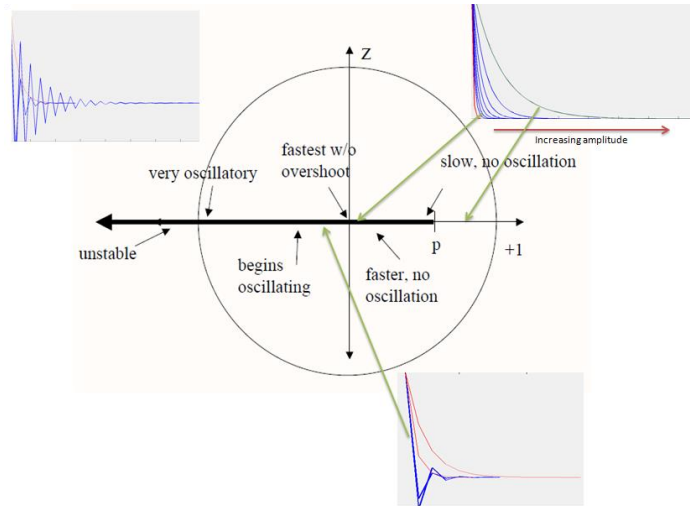 Z
Increasing amplitude
fastest w/o
overshoot
slow, no oscillation
very oscillatory
unstable
begins
oscillating
faster, no
oscillation
p
+1